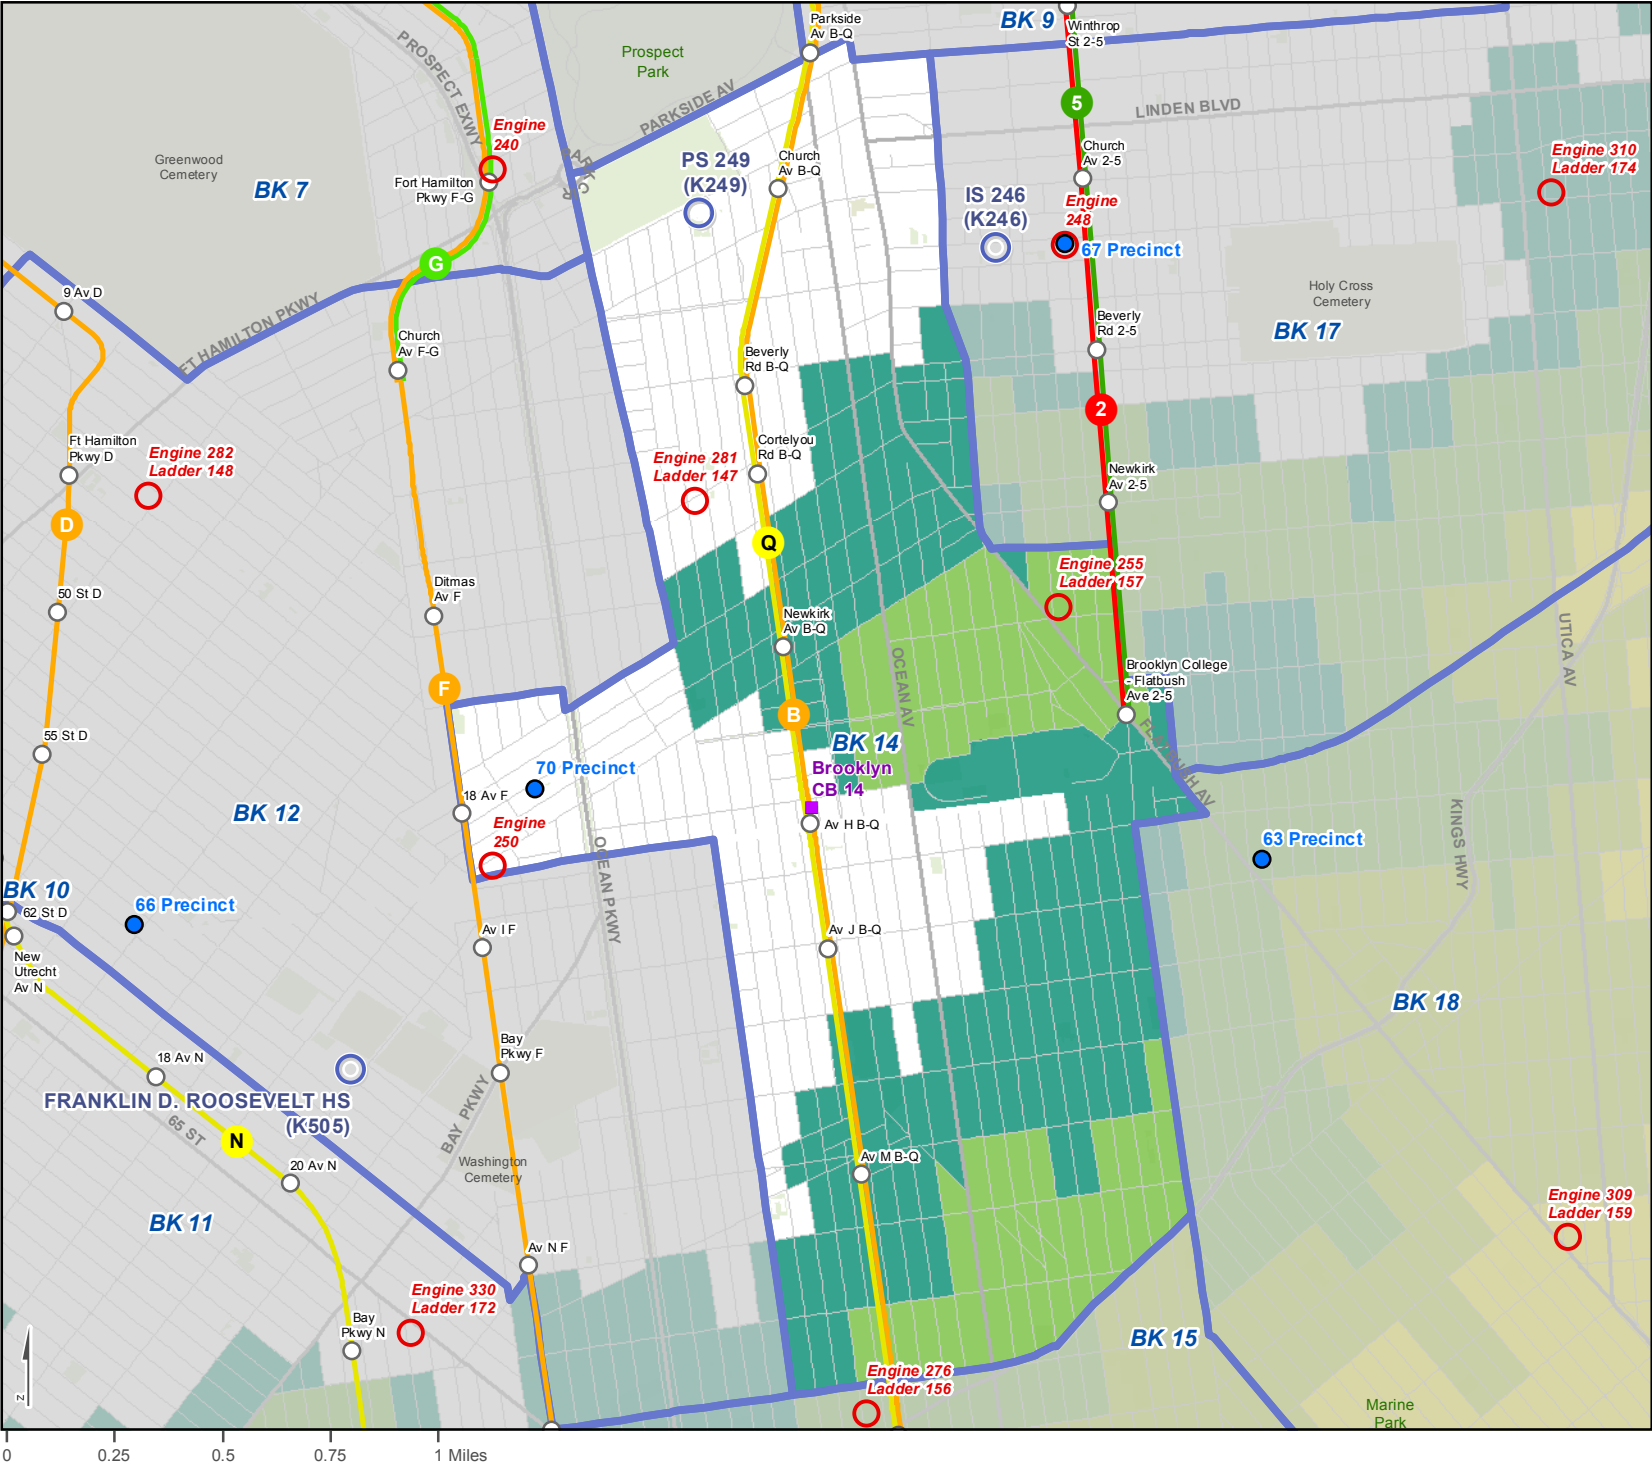 Parkside
Av B-Q
BK 9
Winthrop
St 2-5
PROSPECT EXWY
Prospect
Park
PARKSIDE AV
5
LINDEN BLVD
Engine
240
Greenwood
Cemetery
BK 7
Fort Hamilton
Pkwy F-G
PARK CR
PS 249
(K249)
Church
Av B-Q
Church
Av 2-5
Engine 310
Ladder 174
IS 246
(K246)
Engine
248
67 Precinct
G
9 Av D
FT HAMILTON PKWY
Church
Av F-G
Holy Cross
Cemetery
BK 17
Beverly
Rd 2-5
Beverly
Rd B-Q
2
Ft Hamilton
Pkwy D
Engine 282
Ladder 148
Engine 281
Ladder 147
Cortelyou
Rd B-Q
Newkirk
Av 2-5
D
Q
Engine 255
Ladder 157
50 St D
Ditmas
Av F
Newkirk
Av B-Q
OCEAN AV
UTICA AV
Brooklyn College
- Flatbush
Ave 2-5
F
B
55 St D
BK 14
FLATBUSH AV
70 Precinct
Brooklyn
CB 14
18 Av F
BK 12
Engine
250
Av H B-Q
63 Precinct
OCEAN PKWY
KINGS HWY
BK 10
62 St D
66 Precinct
Av I F
Av J B-Q
New
Utrecht
Av N
BK 18
18 Av N
Bay
Pkwy F
FRANKLIN D. ROOSEVELT HS
(K505)
65 ST
N
BAY PKWY
20 Av N
Washington
Cemetery
Av M B-Q
BK 11
Engine 309
Ladder 159
Av N F
Engine 330
Ladder 172
Bay
Pkwy N
BK 15
Engine 276
Ladder 156
Marine
Park
N
0
0.25
0.5
0.75
1 Miles